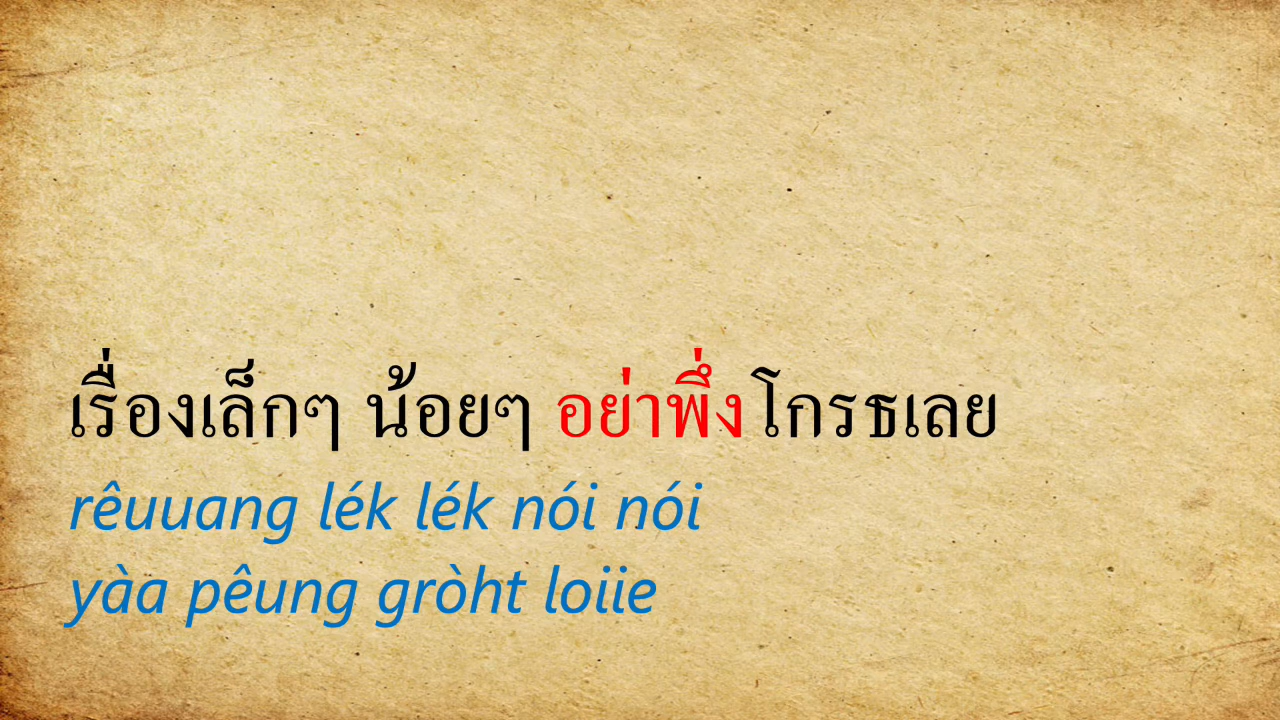 เรื่องเล็กๆ น้อยๆ อย่าพึ่งโกรธเลย
rêuuang lék lék nói nói
yàa pêung gròht loiie